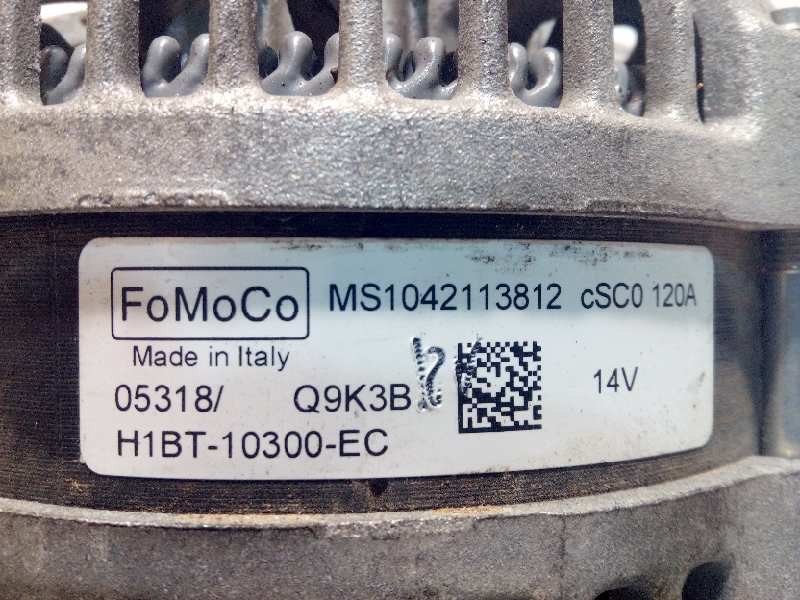 FoMoCo MS1042113812 cSC0 120A
Made in Italy
05318/ Q9K3B 14V
H1BT-10300-EC